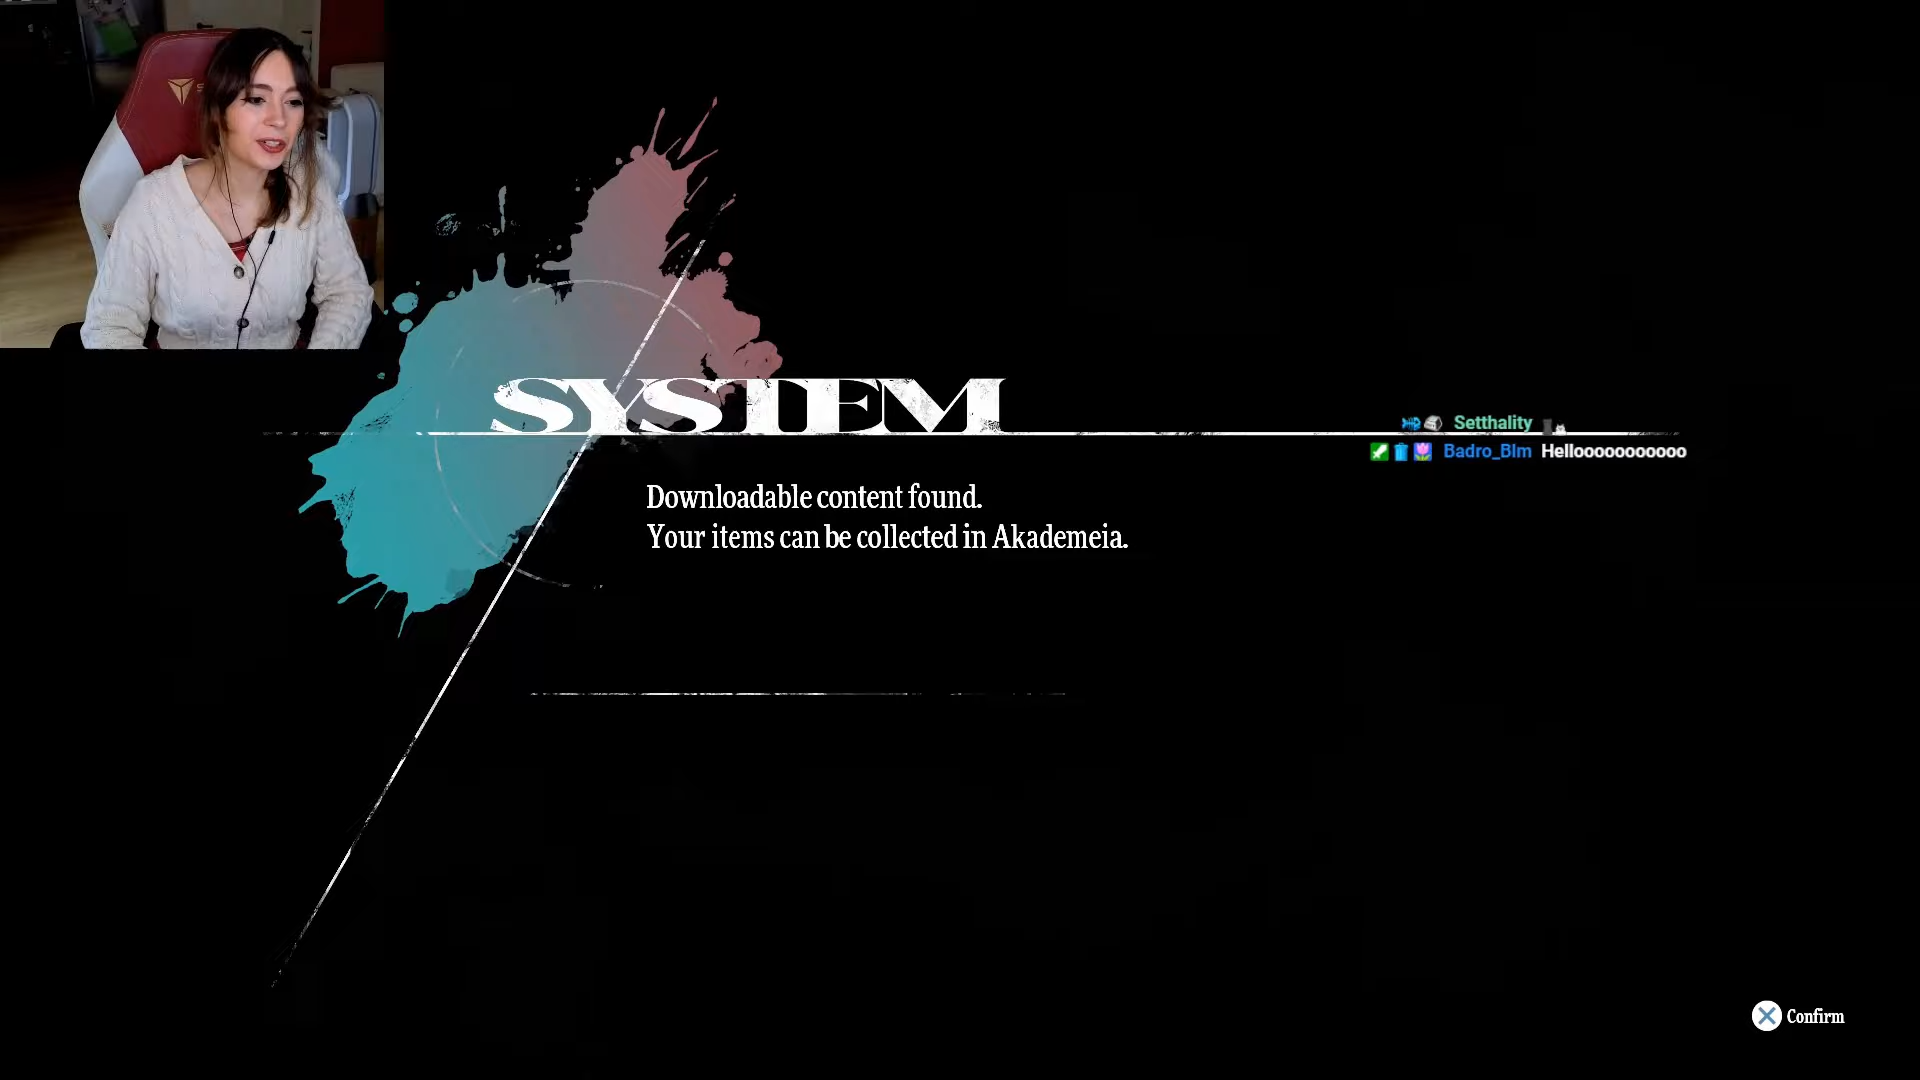 SYSTEM
Setthality
Badro_Blm Hellooooooooooo
Downloadable content found.
Your items can be collected in Akademeia.
Confirm